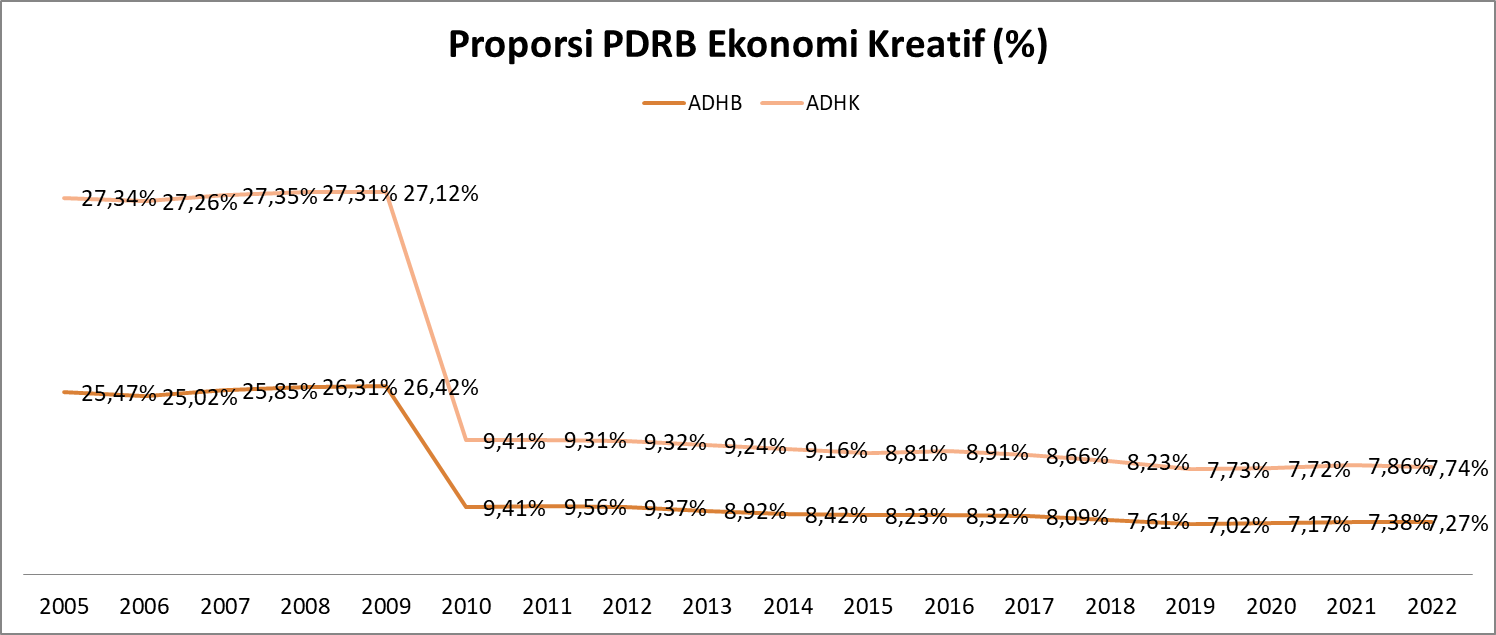 Proporsi PDRB Ekonomi Kreatif (%)
ADHB ADHK
27,34% 27,26% 27,35% 27,31% 27,12%
25,47% 25,02% 25,85% 26,31% 26,42%
9,41% 9,31% 9,32% 9,24% 9,16% 8,81% 8,91% 8,66% 8,23% 7,73% 7,72% 7,86% 7,74%
9,41% 9,56% 9,37% 8,92% 8,42% 8,23% 8,32% 8,09% 7,61% 7,02% 7,17% 7,38% 7,27%
2005 2006 2007 2008 2009 2010 2011 2012 2013 2014 2015 2016 2017 2018 2019 2020 2021 2022